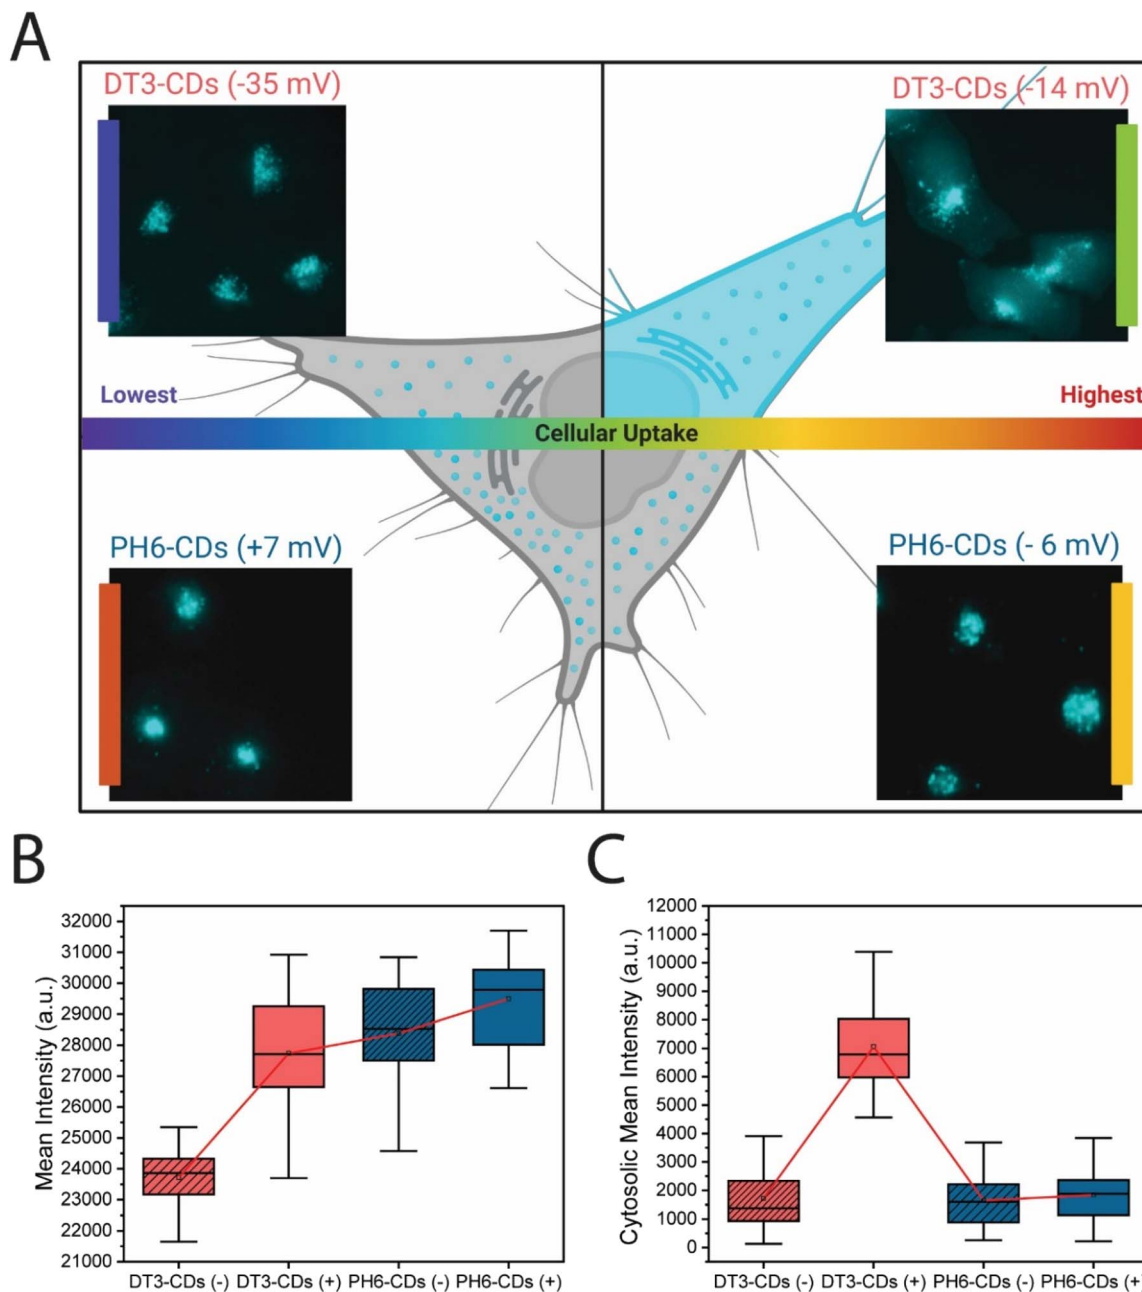 A
DT3-CDs (-35 mV)
DT3-CDs (-14 mV)
Lowest
Highest
Cellular Uptake
PH6-CDs (+7 mV)
PH6-CDs (- 6 mV)
B
Mean Intensity (a.u.)
32000
31000
30000
29000
28000
27000
26000
25000
24000
23000
22000
21000
DT3-CDs (-) DT3-CDs (+) PH6-CDs (-) PH6-CDs (+)
C
Cytosolic Mean Intensity (a.u.)
12000
11000
10000
9000
8000
7000
6000
5000
4000
3000
2000
1000
0
DT3-CDs (-) DT3-CDs (+) PH6-CDs (-) PH6-CDs (+